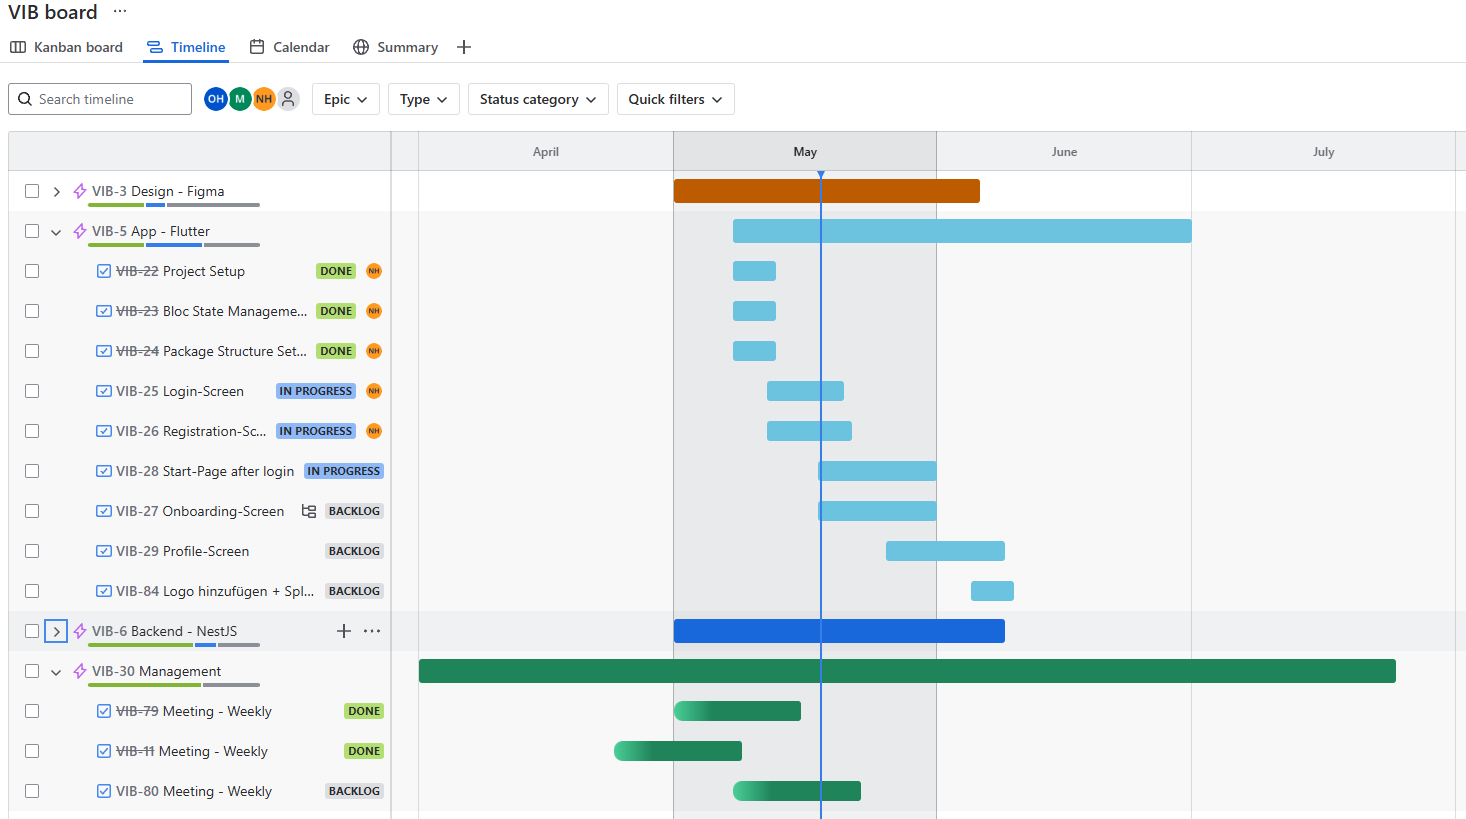 VIB board ...
Kanban board Timeline Calendar Summary
Search timeline OH M NH Epic Type Status category Quick filters
April May June July
VIB-3 Design - Figma
VIB-5 App - Flutter
VIB-22 Project Setup DONE NH
VIB-23 Bloc State Manageme... DONE NH
VIB-24 Package Structure Set... DONE NH
VIB-25 Login-Screen IN PROGRESS NH
VIB-26 Registration-Sc... IN PROGRESS NH
VIB-28 Start-Page after login IN PROGRESS
VIB-27 Onboarding-Screen BACKLOG
VIB-29 Profile-Screen BACKLOG
VIB-84 Logo hinzufügen + Spl... BACKLOG
VIB-6 Backend - NestJS + ...
VIB-30 Management
VIB-79 Meeting - Weekly DONE
VIB-11 Meeting - Weekly DONE
VIB-80 Meeting - Weekly BACKLOG